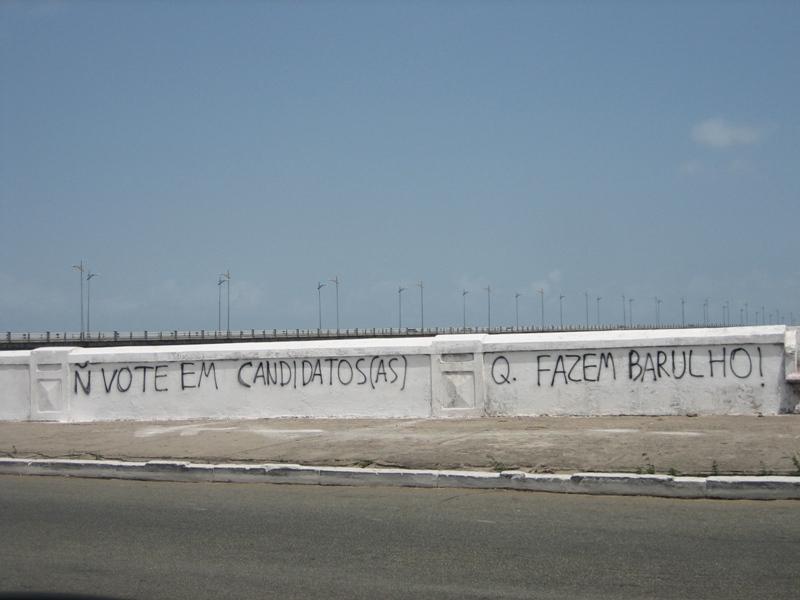 Ñ VOTE EM CANDIDATOS(AS) Q. FAZEM BARULHO!